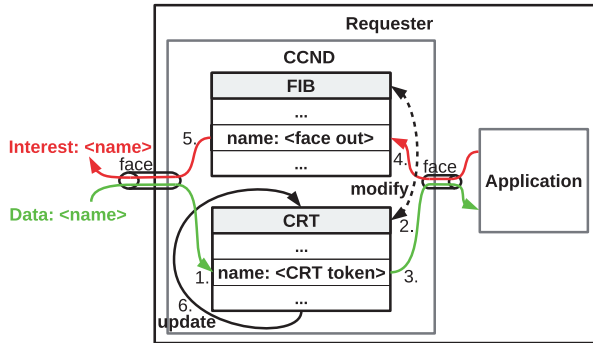 Requester
CCND
FIB
...
name: <face out>
...
5.
4.
Interest: <name>
face
Data: <name>
face
Application
modify
2.
CRT
...
1.
name: <CRT token>
3.
...
6.
update